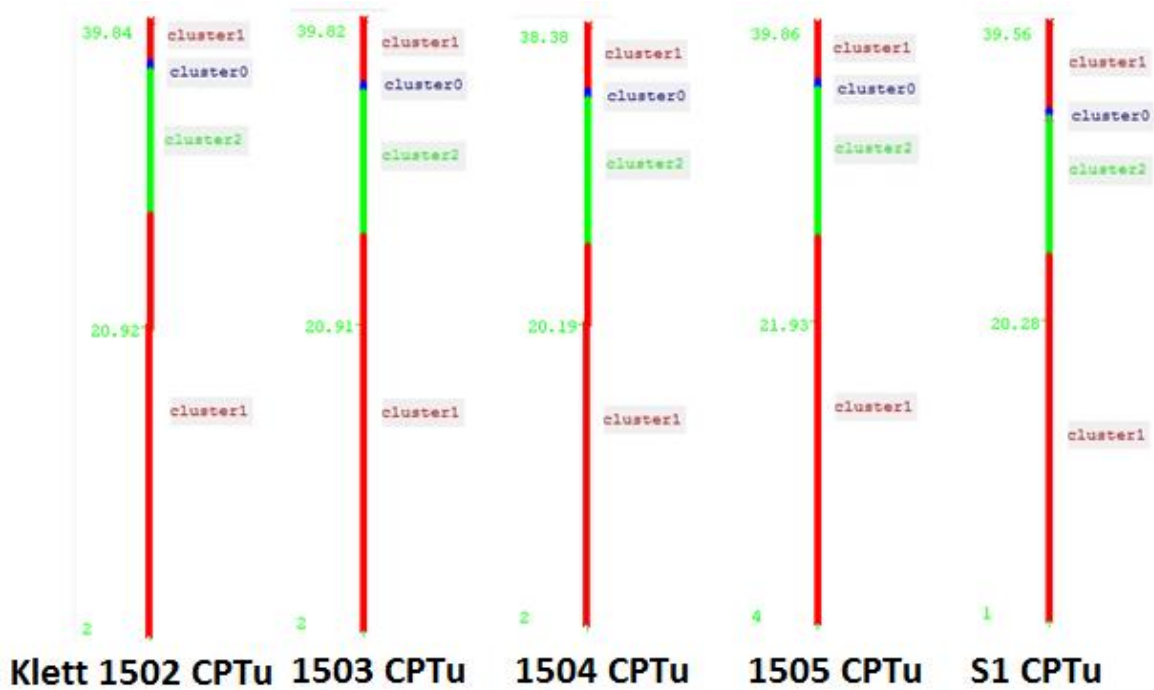 39.84
cluster1
cluster0
cluster2
20.92
cluster1
2
Klett 1502 CPTu
39.82
cluster1
cluster0
cluster2
20.91
cluster1
2
1503 CPTu
38.38
cluster1
cluster0
cluster2
20.19
cluster1
2
1504 CPTu
39.86
cluster1
cluster0
cluster2
21.93
cluster1
4
1505 CPTu
39.56
cluster1
cluster0
cluster2
20.28
cluster1
1
S1 CPTu